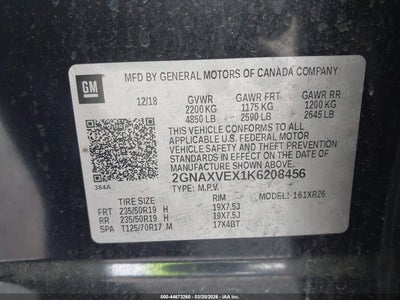 GM
MFD BY GENERAL MOTORS OF CANADA COMPANY
12/18 GVWR GAWR FRT GAWR RR
2200 KG 1175 KG 1200 KG
4850 LB 2590 LB 2645 LB
THIS VEHICLE CONFORMS TO ALL APPLICABLE
U.S. FEDERAL MOTOR VEHICLE SAFETY, BUMPER,
AND THEFT PREVENTION STANDARDS IN EFFECT
ON THE DATE OF MANUFACTURE
SHOWN ABOVE.
2GNAXVEX1K6208456
384A TYPE: M.P.V. MODEL: 161XR26
TIRE SIZE RIM
FRT 235/50R19 H 19X7.5J
RR 235/50R19 H 19X7.5J
SPA T125/70R17 M 17X4BT
000-44673260 - 03/20/2026 - IAAI